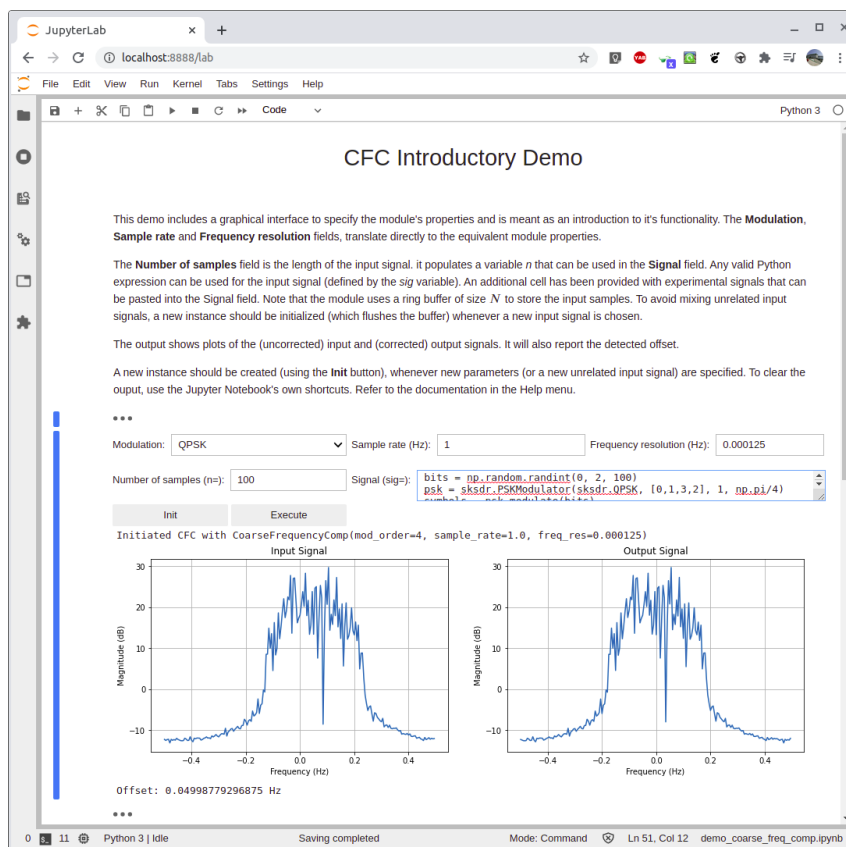 JupyterLab
localhost:8888/lab
File Edit View Run Kernel Tabs Settings Help
Code
Python 3
CFC Introductory Demo
This demo includes a graphical interface to specify the module's properties and is meant as an introduction to it's functionality. The Modulation,
Sample rate and Frequency resolution fields, translate directly to the equivalent module properties.
The Number of samples field is the length of the input signal. it populates a variable n that can be used in the Signal field. Any valid Python
expression can be used for the input signal (defined by the sig variable). An additional cell has been provided with experimental signals that can
be pasted into the Signal field. Note that the module uses a ring buffer of size N to store the input samples. To avoid mixing unrelated input
signals, a new instance should be initialized (which flushes the buffer) whenever a new input signal is chosen.
The output shows plots of the (uncorrected) input and (corrected) output signals. It will also report the detected offset.
A new instance should be created (using the Init button), whenever new parameters (or a new unrelated input signal) are specified. To clear the
ouput, use the Jupyter Notebook's own shortcuts. Refer to the documentation in the Help menu.
Modulation: QPSK Sample rate (Hz): 1 Frequency resolution (Hz): 0.000125
Number of samples (n=): 100 Signal (sig=): bits = np.random.randint(0, 2, 100)
psk = sksdr.PSKModulator(sksdr.QPSK, [0,1,3,2], 1, np.pi/4)
symbols = psk.modulate(bits)
Init Execute
Initiated CFC with CoarseFrequencyComp(mod_order=4, sample_rate=1.0, freq_res=0.000125)
Input Signal
30
20
10
0
−10
Magnitude (dB)
−0.4 −0.2 0.0 0.2 0.4
Frequency (Hz)
Output Signal
30
20
10
0
−10
Magnitude (dB)
−0.4 −0.2 0.0 0.2 0.4
Frequency (Hz)
Offset: 0.04998779296875 Hz
0 11 Python 3 | Idle Saving completed Mode: Command Ln 51, Col 12 demo_coarse_freq_comp.ipynb